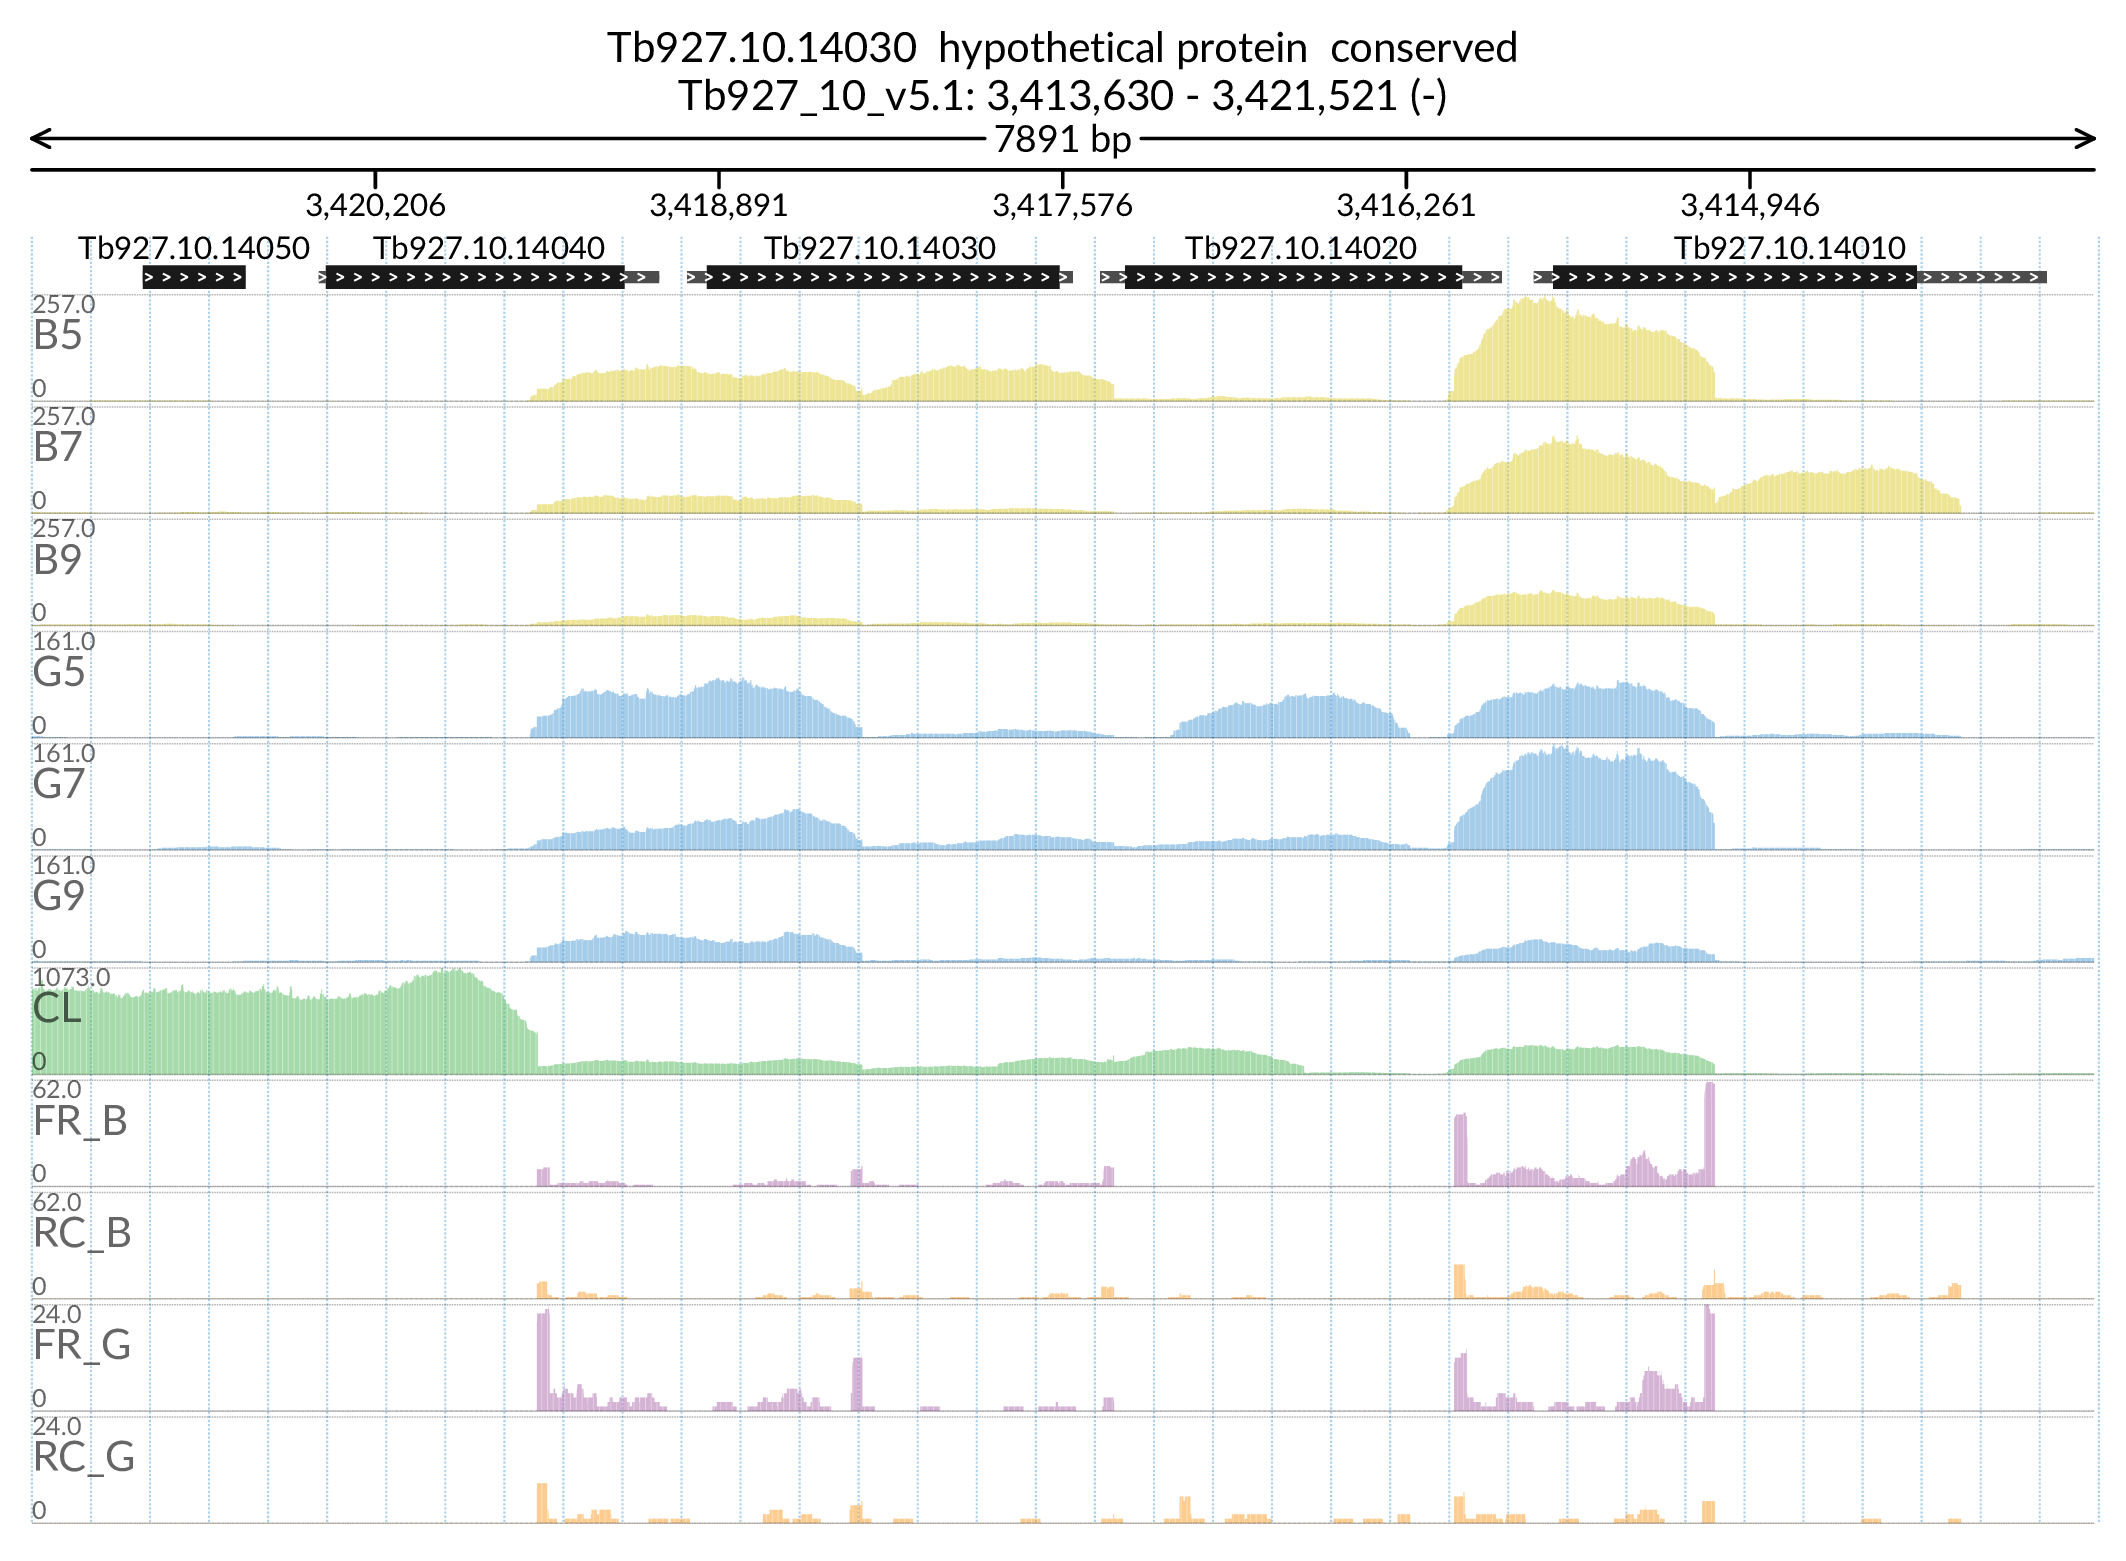 Tb927.10.14030  hypothetical protein  conserved
Tb927_10_v5.1: 3,413,630 - 3,421,521 (-)
7891 bp
3,420,206 3,418,891 3,417,576 3,416,261 3,414,946
Tb927.10.14050 Tb927.10.14040 Tb927.10.14030 Tb927.10.14020 Tb927.10.14010
257.0
B5
0
257.0
B7
0
257.0
B9
0
161.0
G5
0
161.0
G7
0
161.0
G9
0
1073.0
CL
0
62.0
FR_B
0
62.0
RC_B
0
24.0
FR_G
0
24.0
RC_G
0